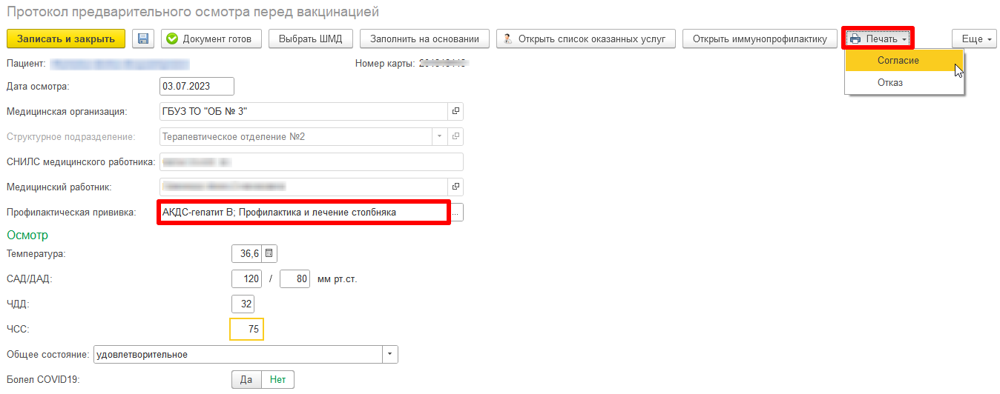 Протокол предварительного осмотра перед вакцинацией
Записать и закрыть Документ готов Выбрать ШМД Заполнить на основании Открыть список оказанных услуг Открыть иммунопрофилактику Печать Еще
Согласие
Отказ
Пациент: Номер карты:
Дата осмотра: 03.07.2023
Медицинская организация: ГБУЗ ТО "ОБ № 3"
Структурное подразделение: Терапевтическое отделение №2
СНИЛС медицинского работника:
Медицинский работник:
Профилактическая прививка: АКДС-гепатит В; Профилактика и лечение столбняка ...
Осмотр
Температура: 36,6
САД/ДАД: 120 / 80 мм рт.ст.
ЧДД: 32
ЧСС: 75
Общее состояние: удовлетворительное
Болел COVID19: Да Нет